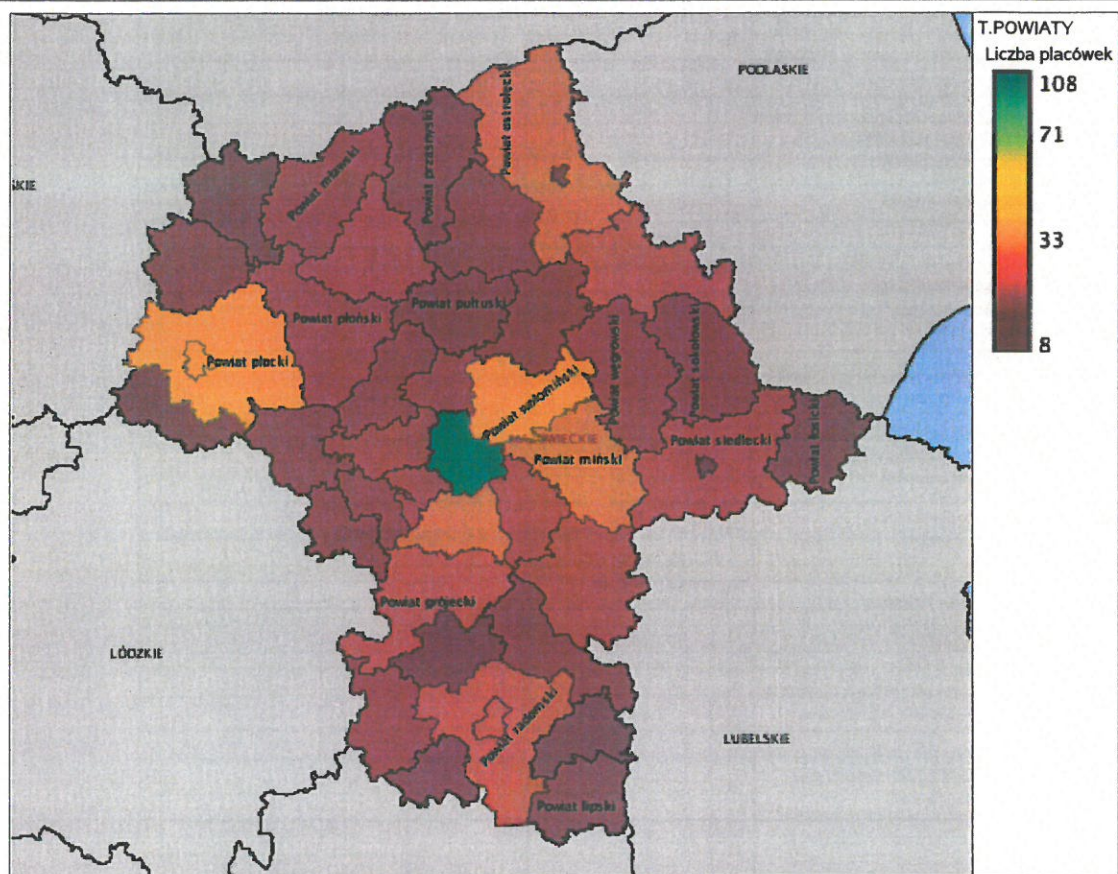 T.POWIATY
Liczba placówek
108
71
33
8
PODLASKIE
SKIE
Powiat ostrołęcki
Powiat przasnyski
Powiat mławski
Powiat pułtuski
Powiat płoński
Powiat płocki
Powiat wołomiński
Powiat węgrowski
Powiat sokołowski
MAZOWIECKIE
Powiat miński
Powiat siedlecki
Powiat łosicki
Powiat grójecki
ŁÓDZKIE
Powiat radomski
LUBELSKIE
Powiat lipski